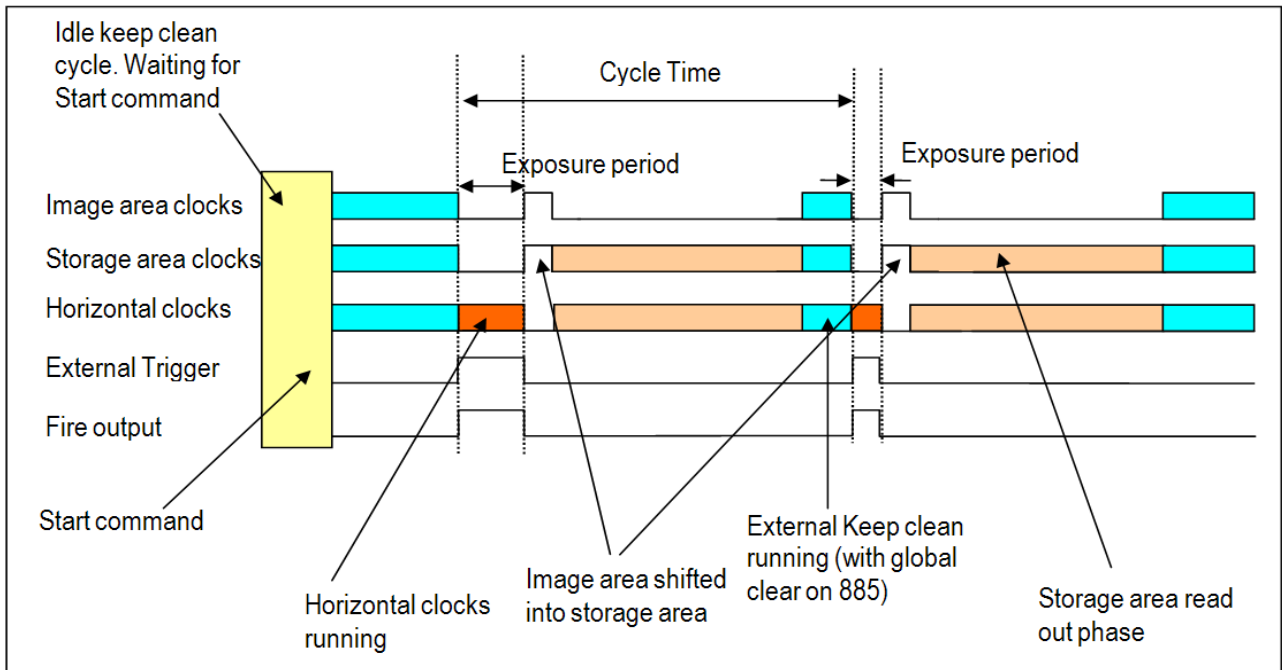 Idle keep clean
cycle. Waiting for
Start command
Cycle Time
Exposure period
Exposure period
Image area clocks
Storage area clocks
Horizontal clocks
External Trigger
Fire output
Start command
Horizontal clocks
running
Image area shifted
into storage area
External Keep clean
running (with global
clear on 885)
Storage area read
out phase